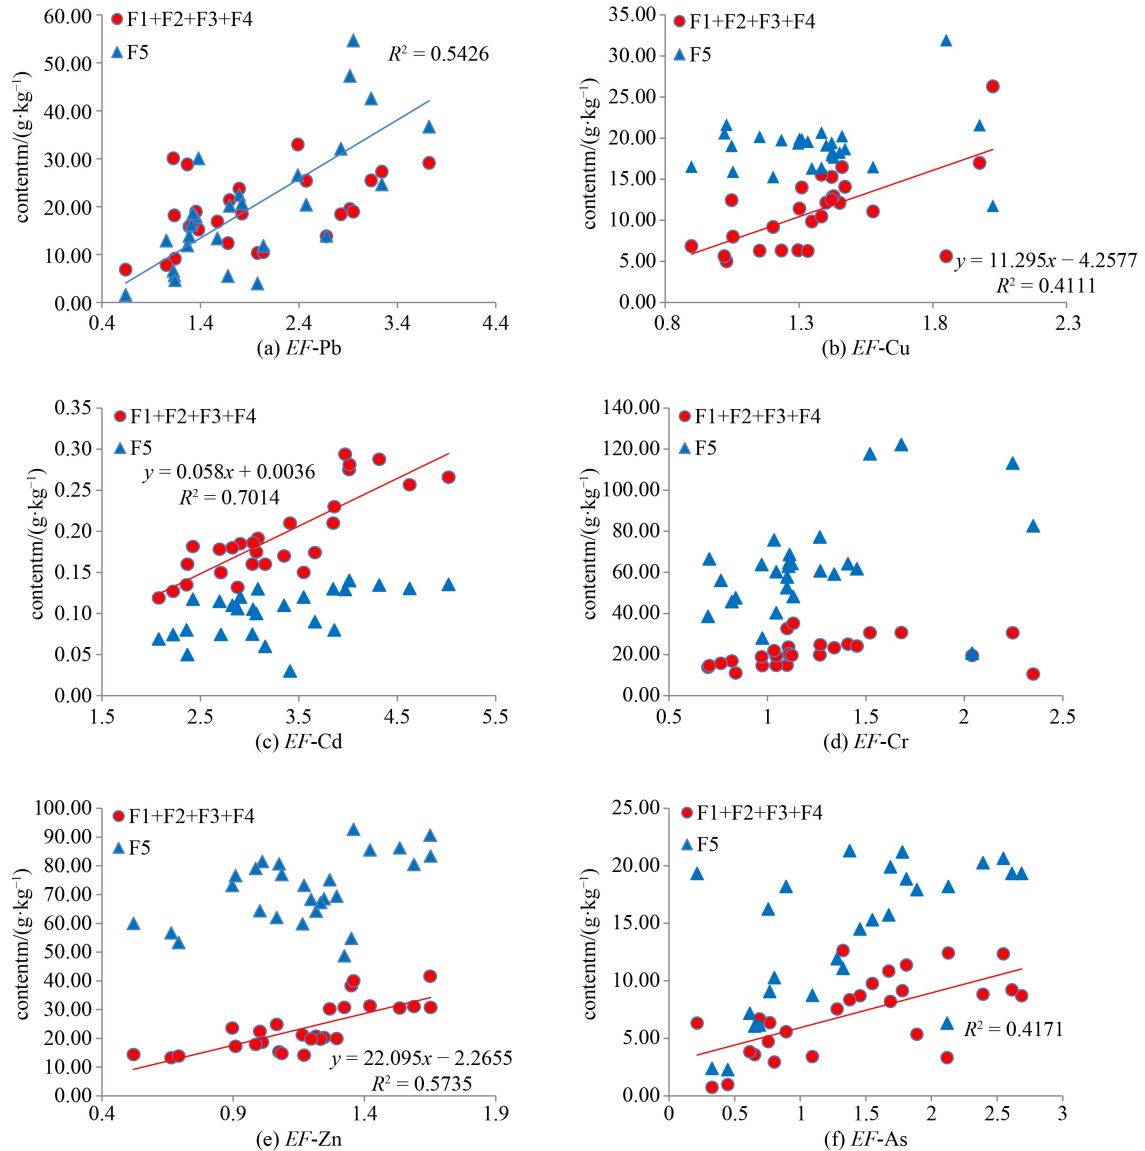 60.00
50.00
40.00
30.00
20.00
10.00
0.00
contentm/(g·kg⁻¹)
F1+F2+F3+F4
F5
R² = 0.5426
0.4 1.4 2.4 3.4 4.4
(a) EF-Pb
35.00
30.00
25.00
20.00
15.00
10.00
5.00
0.00
contentm/(g·kg⁻¹)
F1+F2+F3+F4
F5
y = 11.295x − 4.2577
R² = 0.4111
0.8 1.3 1.8 2.3
(b) EF-Cu
0.35
0.30
0.25
0.20
0.15
0.10
0.05
0.00
contentm/(g·kg⁻¹)
F1+F2+F3+F4
F5
y = 0.058x + 0.0036
R² = 0.7014
1.5 2.5 3.5 4.5 5.5
(c) EF-Cd
140.00
120.00
100.00
80.00
60.00
40.00
20.00
0.00
contentm/(g·kg⁻¹)
F1+F2+F3+F4
F5
0.5 1 1.5 2 2.5
(d) EF-Cr
100.00
90.00
80.00
70.00
60.00
50.00
40.00
30.00
20.00
10.00
0.00
contentm/(g·kg⁻¹)
F1+F2+F3+F4
F5
y = 22.095x − 2.2655
R² = 0.5735
0.4 0.9 1.4 1.9
(e) EF-Zn
25.00
20.00
15.00
10.00
5.00
0.00
contentm/(g·kg⁻¹)
F1+F2+F3+F4
F5
R² = 0.4171
0 0.5 1 1.5 2 2.5 3
(f) EF-As